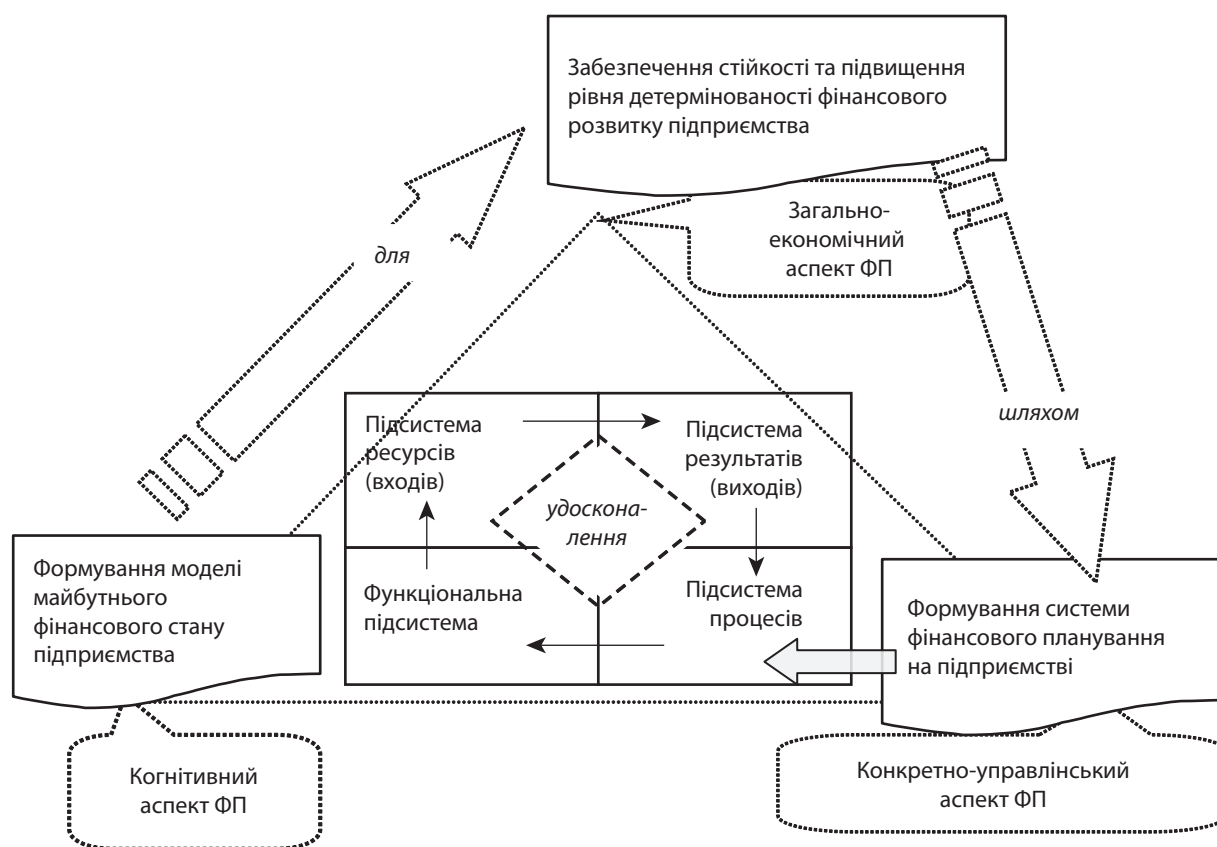 Забезпечення стійкості та підвищення
рівня детермінованості фінансового
розвитку підприємства
Загально-
економічний
аспект ФП
для
шляхом
Підсистема
ресурсів
(входів)
Підсистема
результатів
(виходів)
удоскона-
лення
Функціональна
підсистема
Підсистема
процесів
Формування моделі
майбутнього
фінансового стану
підприємства
Формування системи
фінансового планування
на підприємстві
Когнітивний
аспект ФП
Конкретно-управлінський
аспект ФП